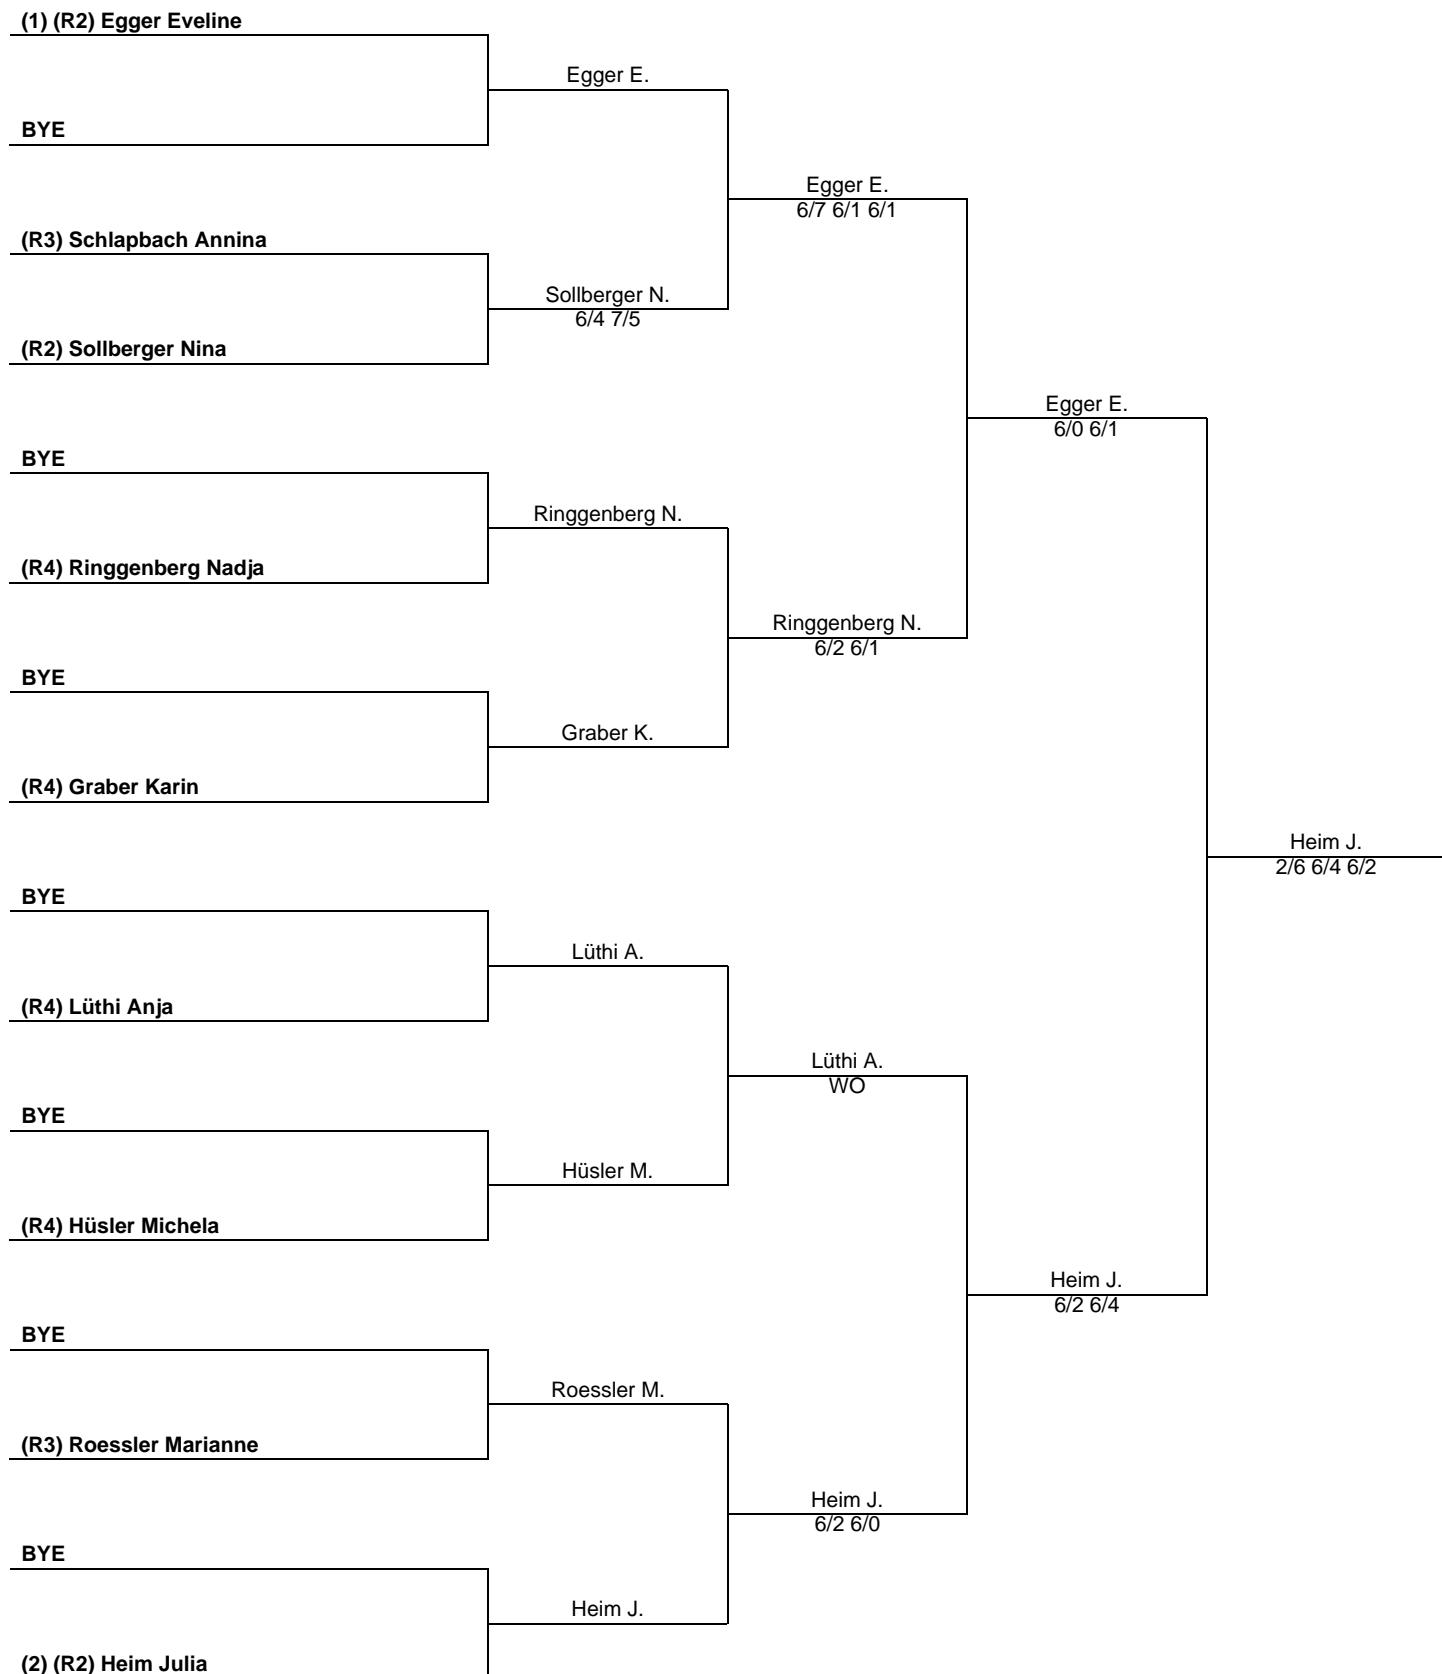 (1) (R2) Egger Eveline
Egger E.
BYE
Egger E.
6/7 6/1 6/1
(R3) Schlapbach Annina
Sollberger N.
6/4 7/5
(R2) Sollberger Nina
Egger E.
6/0 6/1
BYE
Ringgenberg N.
(R4) Ringgenberg Nadja
Ringgenberg N.
6/2 6/1
BYE
Graber K.
(R4) Graber Karin
Heim J.
2/6 6/4 6/2
BYE
Lüthi A.
(R4) Lüthi Anja
Lüthi A.
WO
BYE
Hüsler M.
(R4) Hüsler Michela
Heim J.
6/2 6/4
BYE
Roessler M.
(R3) Roessler Marianne
Heim J.
6/2 6/0
BYE
Heim J.
(2) (R2) Heim Julia